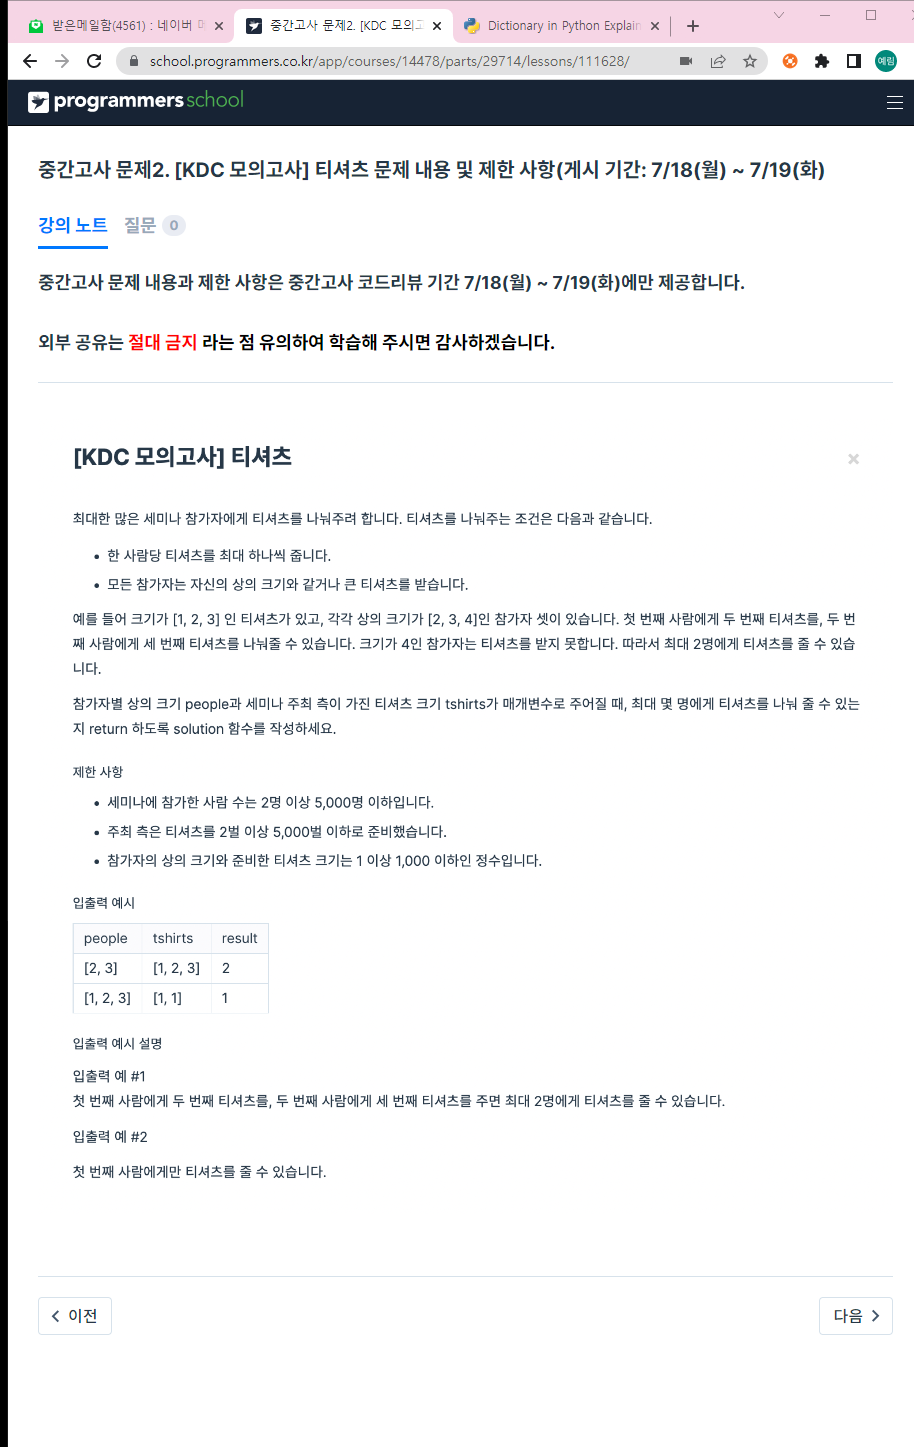 받은메일함(4561) : 네이버 메
중간고사 문제2. [KDC 모의고
Dictionary in Python Explain
school.programmers.co.kr/app/courses/14478/parts/29714/lessons/111628/
예림
programmers school
중간고사 문제2. [KDC 모의고사] 티셔츠 문제 내용 및 제한 사항(게시 기간: 7/18(월) ~ 7/19(화)
강의 노트 질문 0
중간고사 문제 내용과 제한 사항은 중간고사 코드리뷰 기간 7/18(월) ~ 7/19(화)에만 제공합니다.
외부 공유는 절대 금지 라는 점 유의하여 학습해 주시면 감사하겠습니다.
[KDC 모의고사] 티셔츠
최대한 많은 세미나 참가자에게 티셔츠를 나눠주려 합니다. 티셔츠를 나눠주는 조건은 다음과 같습니다.
• 한 사람당 티셔츠를 최대 하나씩 줍니다.
• 모든 참가자는 자신의 상의 크기와 같거나 큰 티셔츠를 받습니다.
예를 들어 크기가 [1, 2, 3] 인 티셔츠가 있고, 각각 상의 크기가 [2, 3, 4]인 참가자 셋이 있습니다. 첫 번째 사람에게 두 번째 티셔츠를, 두 번
째 사람에게 세 번째 티셔츠를 나눠줄 수 있습니다. 크기가 4인 참가자는 티셔츠를 받지 못합니다. 따라서 최대 2명에게 티셔츠를 줄 수 있습
니다.
참가자별 상의 크기 people과 세미나 주최 측이 가진 티셔츠 크기 tshirts가 매개변수로 주어질 때, 최대 몇 명에게 티셔츠를 나눠 줄 수 있는
지 return 하도록 solution 함수를 작성하세요.
제한 사항
• 세미나에 참가한 사람 수는 2명 이상 5,000명 이하입니다.
• 주최 측은 티셔츠를 2벌 이상 5,000벌 이하로 준비했습니다.
• 참가자의 상의 크기와 준비한 티셔츠 크기는 1 이상 1,000 이하인 정수입니다.
입출력 예시
people tshirts result
[2, 3] [1, 2, 3] 2
[1, 2, 3] [1, 1] 1
입출력 예시 설명
입출력 예 #1
첫 번째 사람에게 두 번째 티셔츠를, 두 번째 사람에게 세 번째 티셔츠를 주면 최대 2명에게 티셔츠를 줄 수 있습니다.
입출력 예 #2
첫 번째 사람에게만 티셔츠를 줄 수 있습니다.
이전
다음